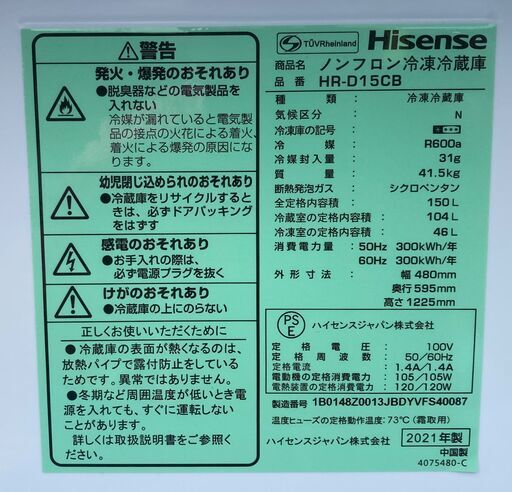 ⚠警告
発火・爆発のおそれあり
●脱臭器などの電気製品を
入れない
冷媒が漏れていると電気製
品の接点の火花による着火、
着火による爆発の原因にな
ります。
幼児閉じ込められのおそれあり
●冷蔵庫をリサイクルすると
きは、必ずドアパッキング
をはずす
感電のおそれあり
●お手入れの際は、
必ず電源プラグを抜く
けがのおそれあり
●冷蔵庫の上にのらない
正しくお使いいただくために
●冷蔵庫の表面が熱くなるのは、
放熱パイプで露付防止をしている
ためです。異常ではありません。
●冬期など周囲温度が低いときや
運転後は、すぐに運転しない
ことがあります。
詳しくは取扱説明書をご参照
ください。
TÜVRheinland
Hisense
商品名 ノンフロン冷凍冷蔵庫
品番 HR-D15CB
種類:冷凍冷蔵庫
気候区分:N
冷凍庫の記号:
冷媒:R600a
冷媒封入量:31g
質量:41.5kg
断熱発泡ガス:シクロペンタン
全定格内容積:150L
冷蔵室の定格内容積:104L
冷凍室の定格内容積:46L
消費電力量:50Hz 300kWh/年
60Hz 300kWh/年
外形寸法:幅 480mm
奥行 595mm
高さ 1225mm
PS
E
ハイセンスジャパン株式会社
定格電圧:100V
定格周波数:50/60Hz
定格電流:1.4A/1.4A
電動機の定格消費電力:105/105W
電熱装置の定格消費電力:120/120W
製造番号:1B0148Z0013JBDYVFS40087
温度ヒューズの定格動作温度:73℃(霜取用)
ハイセンスジャパン株式会社
2021年製
中国製
4075480-C